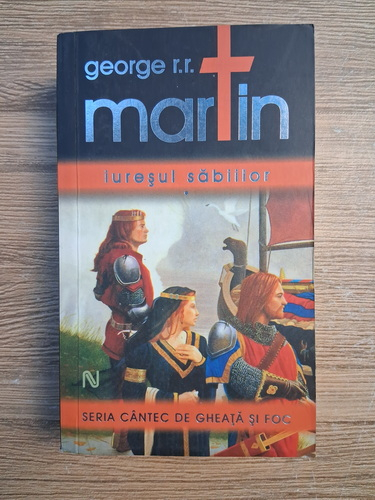 george r.r.
martin
iureşul săbiilor
N
SERIA CÂNTEC DE GHEAŢĂ ŞI FOC